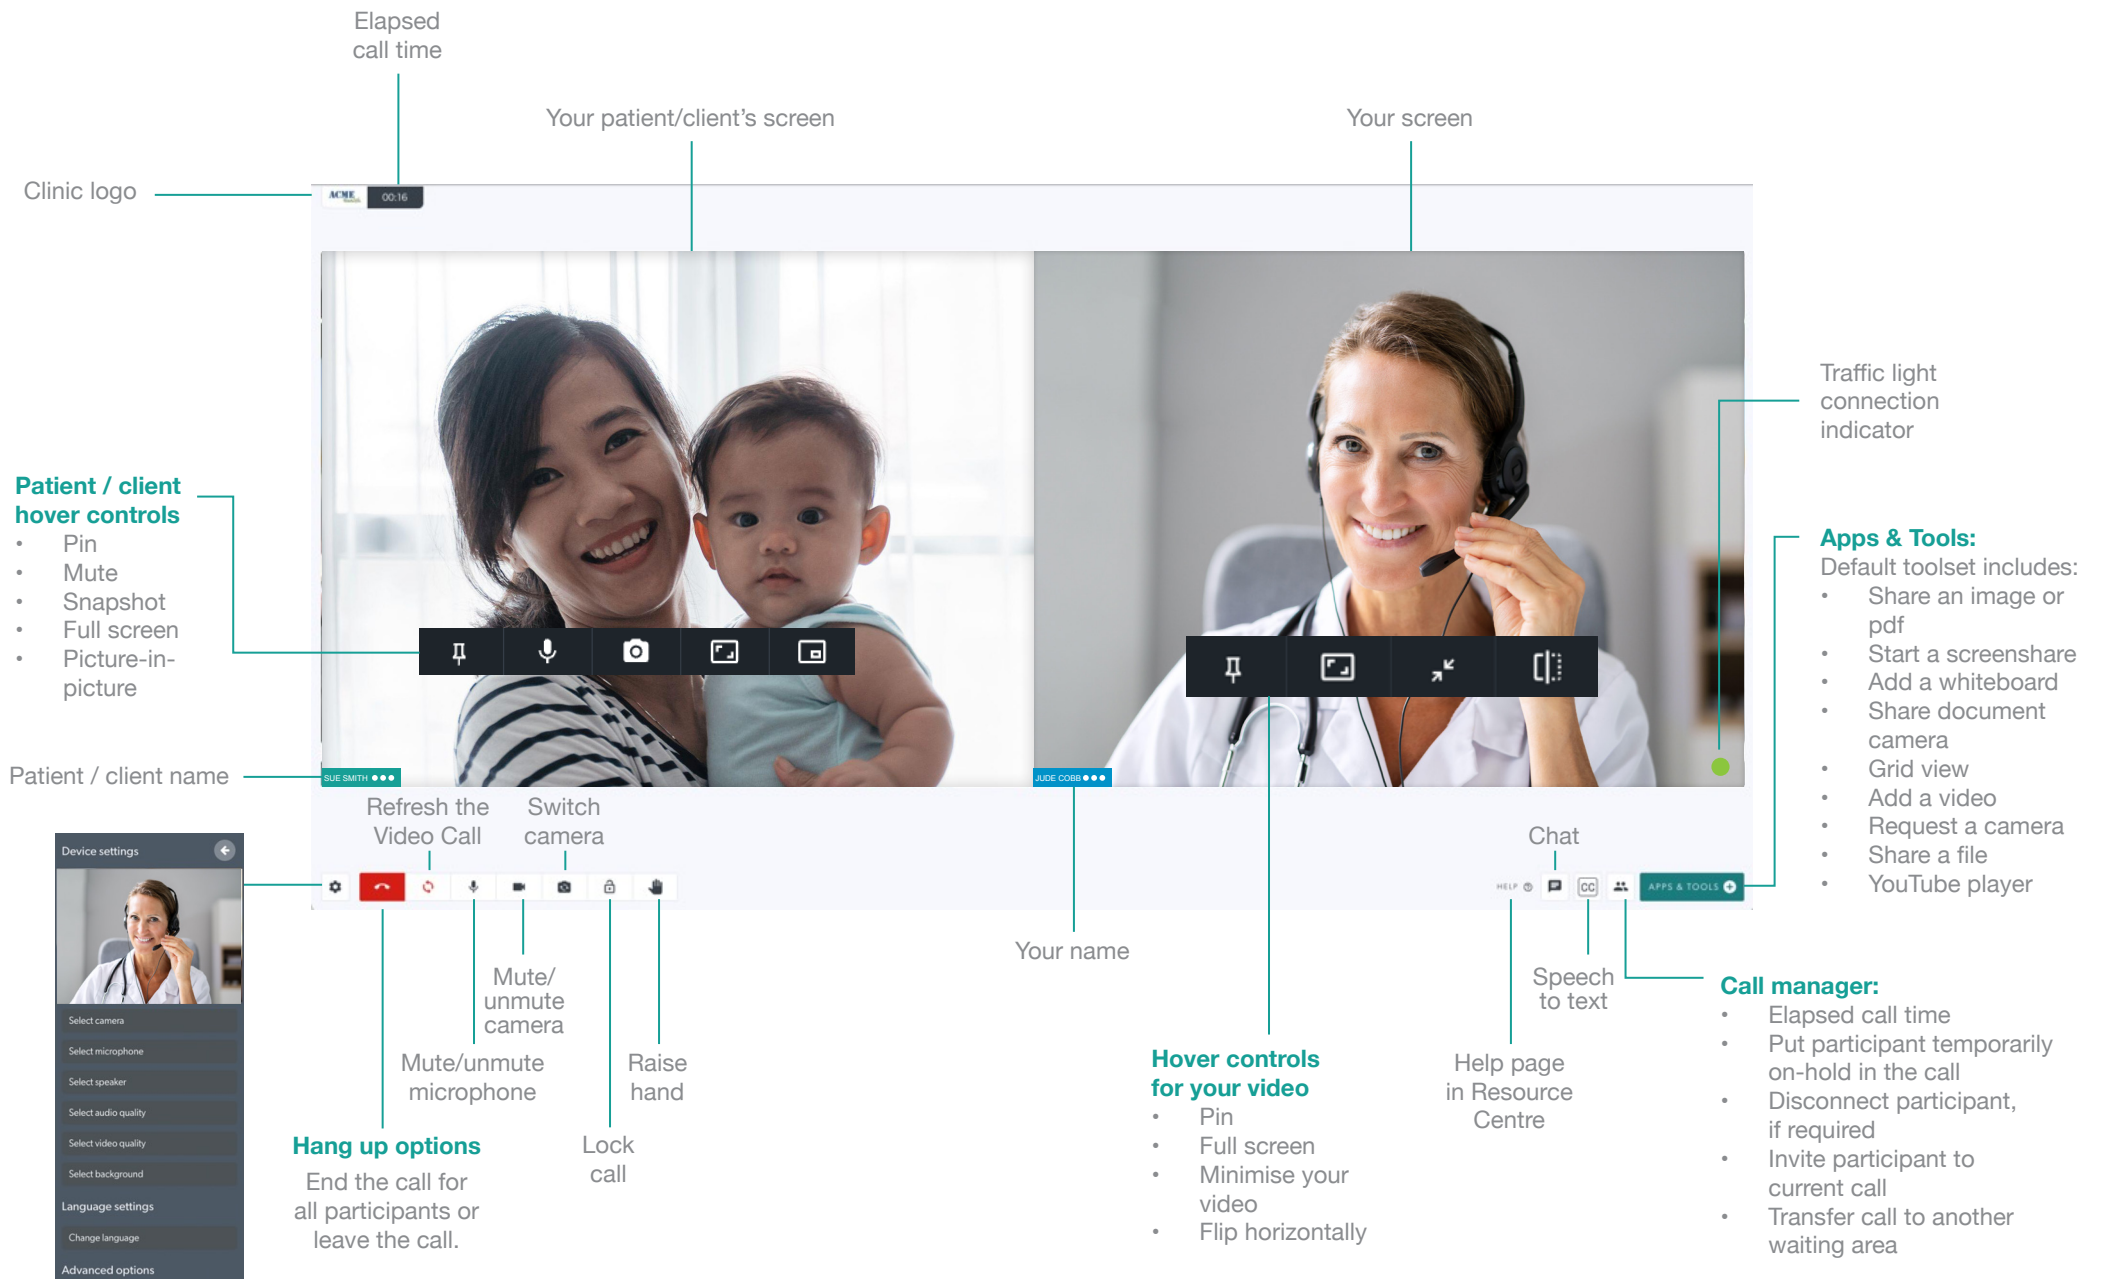 Elapsed
call time
Your patient/client's screen
Your screen
Clinic logo
ACME
00:16
Traffic light
connection
indicator
Patient / client
hover controls
• Pin
• Mute
• Snapshot
• Full screen
• Picture-in-
picture
Apps & Tools:
Default toolset includes:
• Share an image or
pdf
• Start a screenshare
• Add a whiteboard
• Share document
camera
• Grid view
• Add a video
• Request a camera
• Share a file
• YouTube player
Patient / client name
SUE SMITH
JUDE COBB
Refresh the
Video Call
Switch
camera
Chat
Device settings
Select camera
Select microphone
Select speaker
Select audio quality
Select video quality
Select background
Language settings
Change language
Advanced options
HELP
CC
APPS & TOOLS
Your name
Mute/
unmute
camera
Mute/unmute
microphone
Raise
hand
Hang up options
End the call for
all participants or
leave the call.
Lock
call
Hover controls
for your video
• Pin
• Full screen
• Minimise your
video
• Flip horizontally
Help page
in Resource
Centre
Speech
to text
Call manager:
• Elapsed call time
• Put participant temporarily
on-hold in the call
• Disconnect participant,
if required
• Invite participant to
current call
• Transfer call to another
waiting area